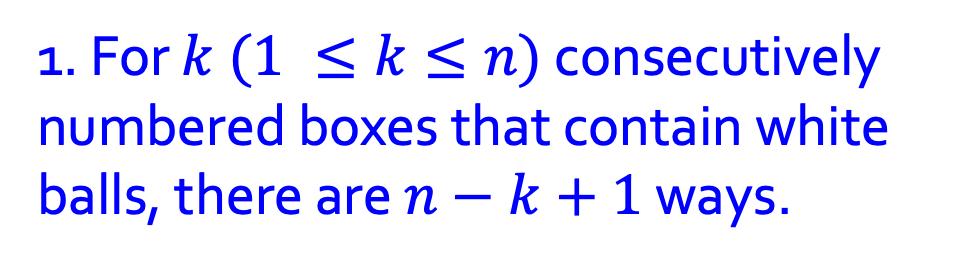 1. For k (1 ≤ k ≤ n) consecutively
numbered boxes that contain white
balls, there are n − k + 1 ways.